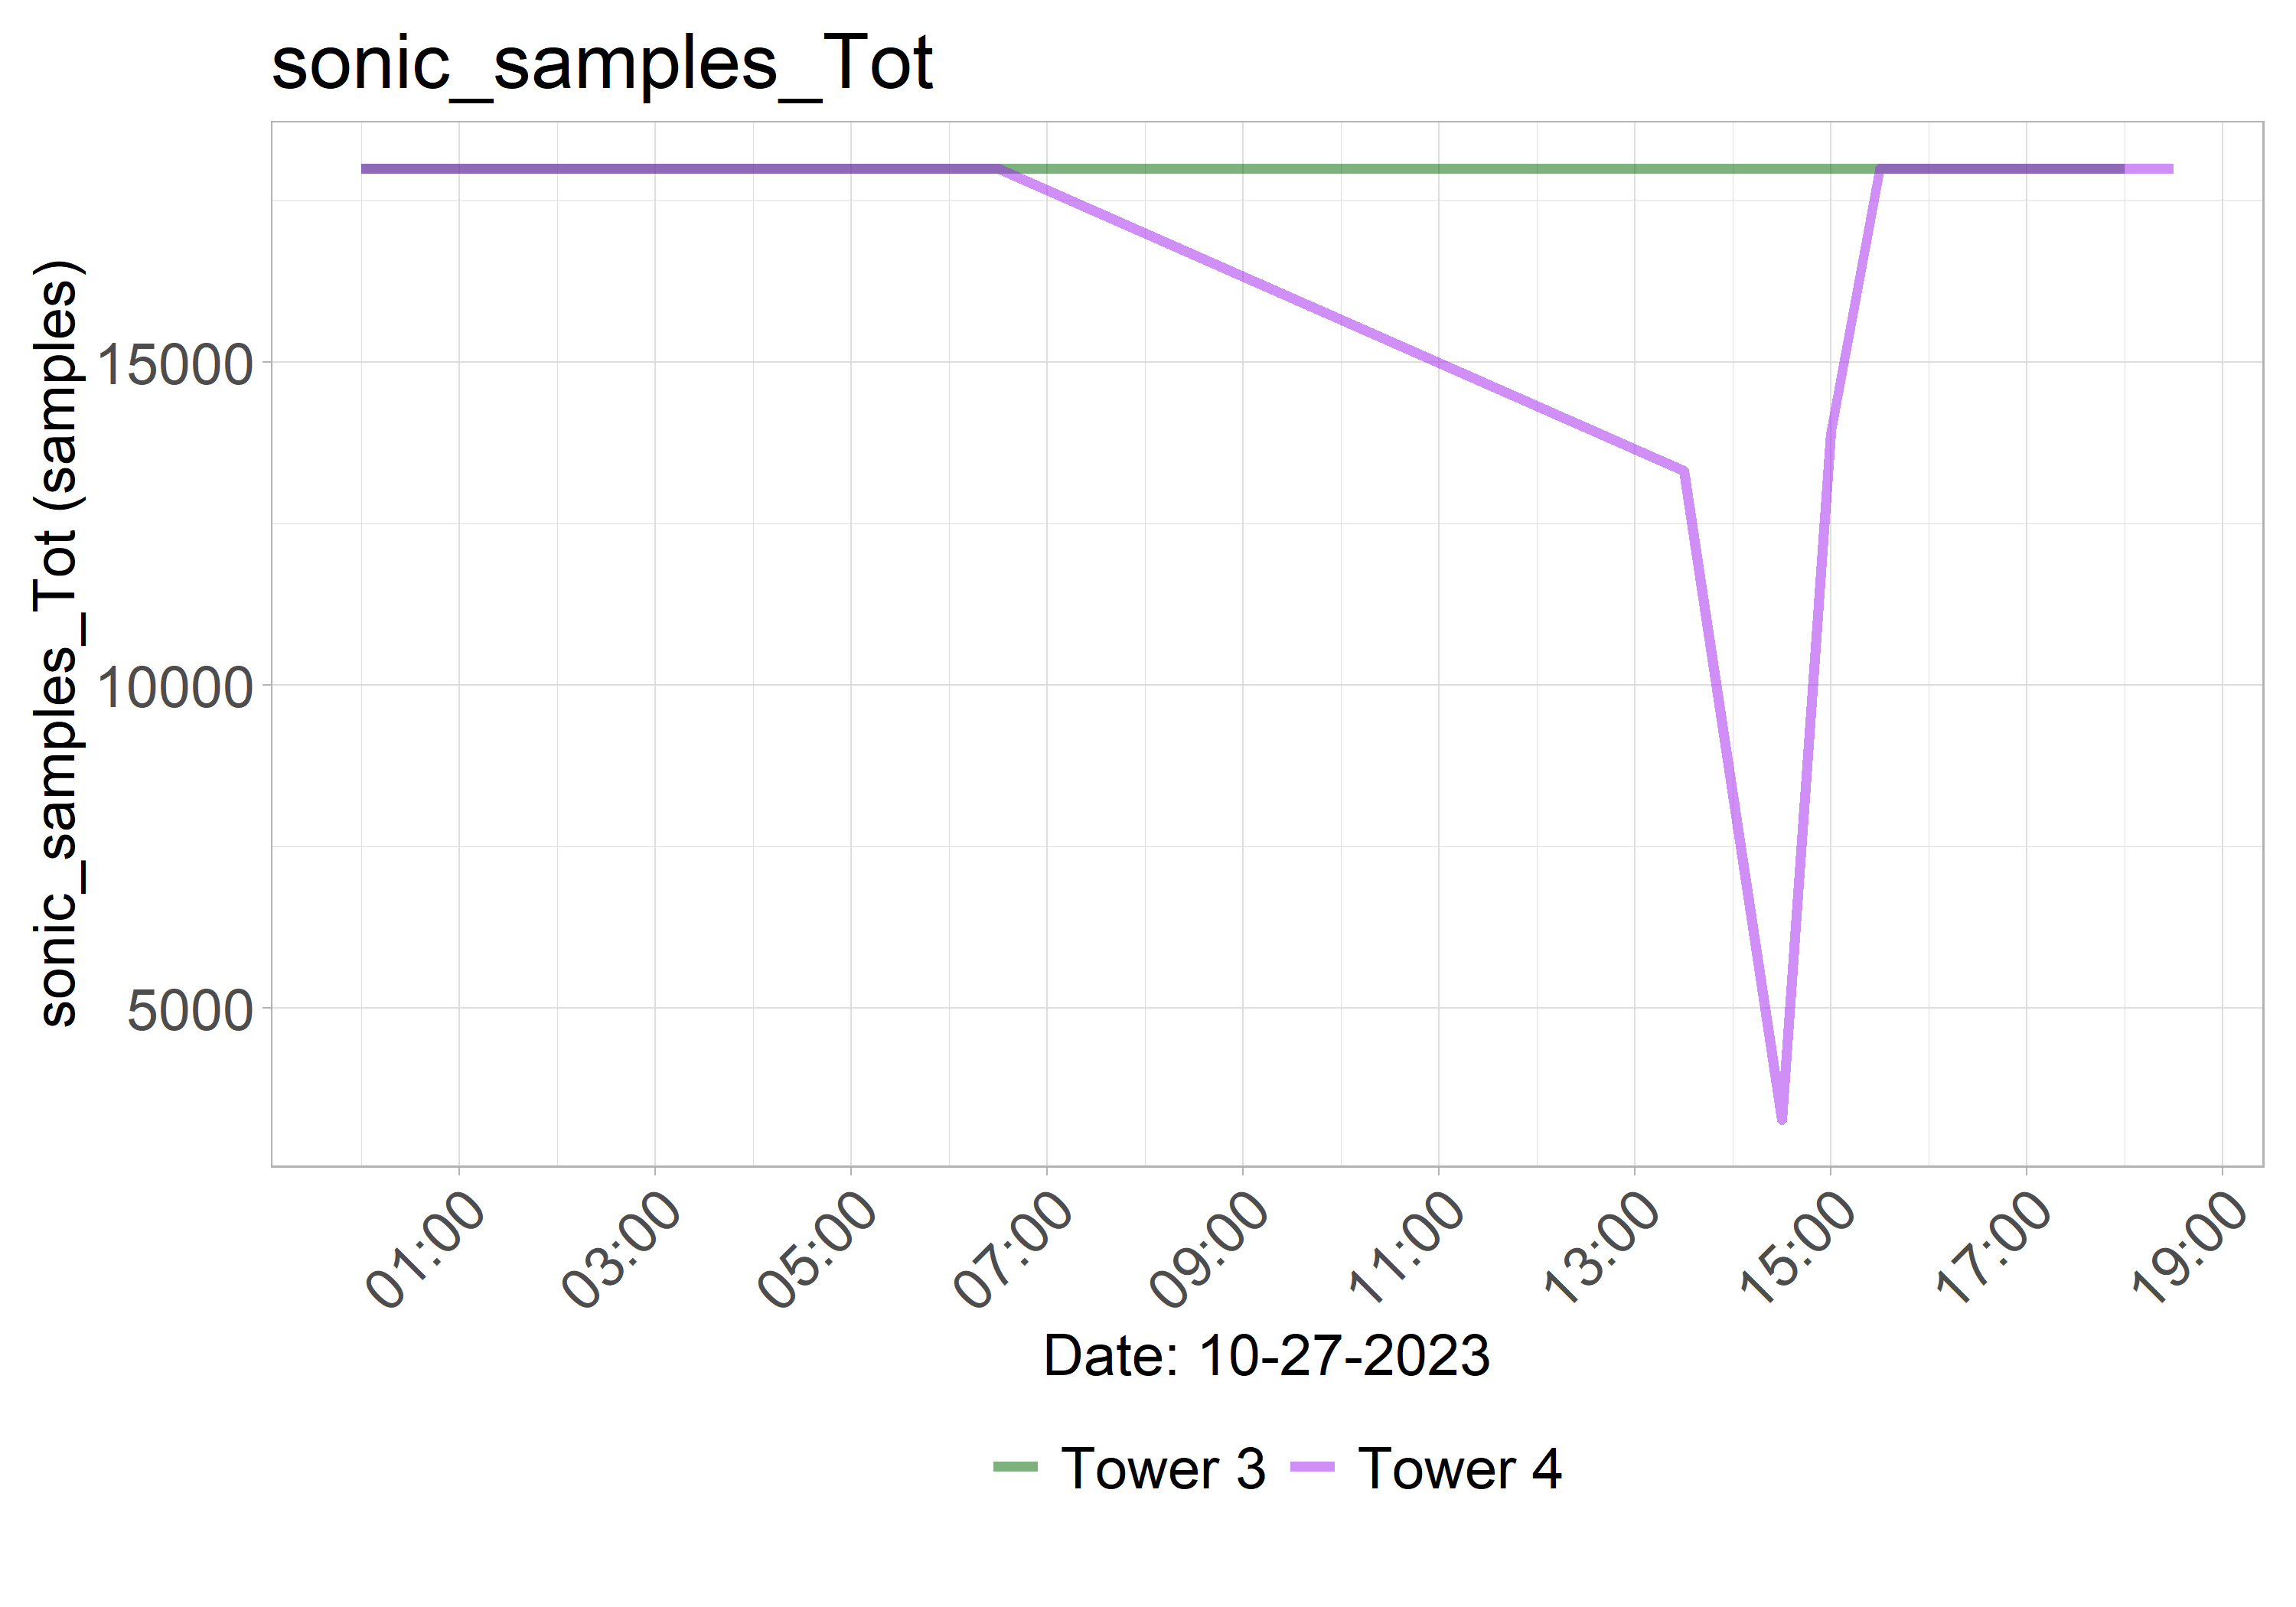 sonic_samples_Tot
sonic_samples_Tot (samples)
15000
10000
5000
01:00
03:00
05:00
07:00
09:00
11:00
13:00
15:00
17:00
19:00
Date: 10-27-2023
Tower 3
Tower 4